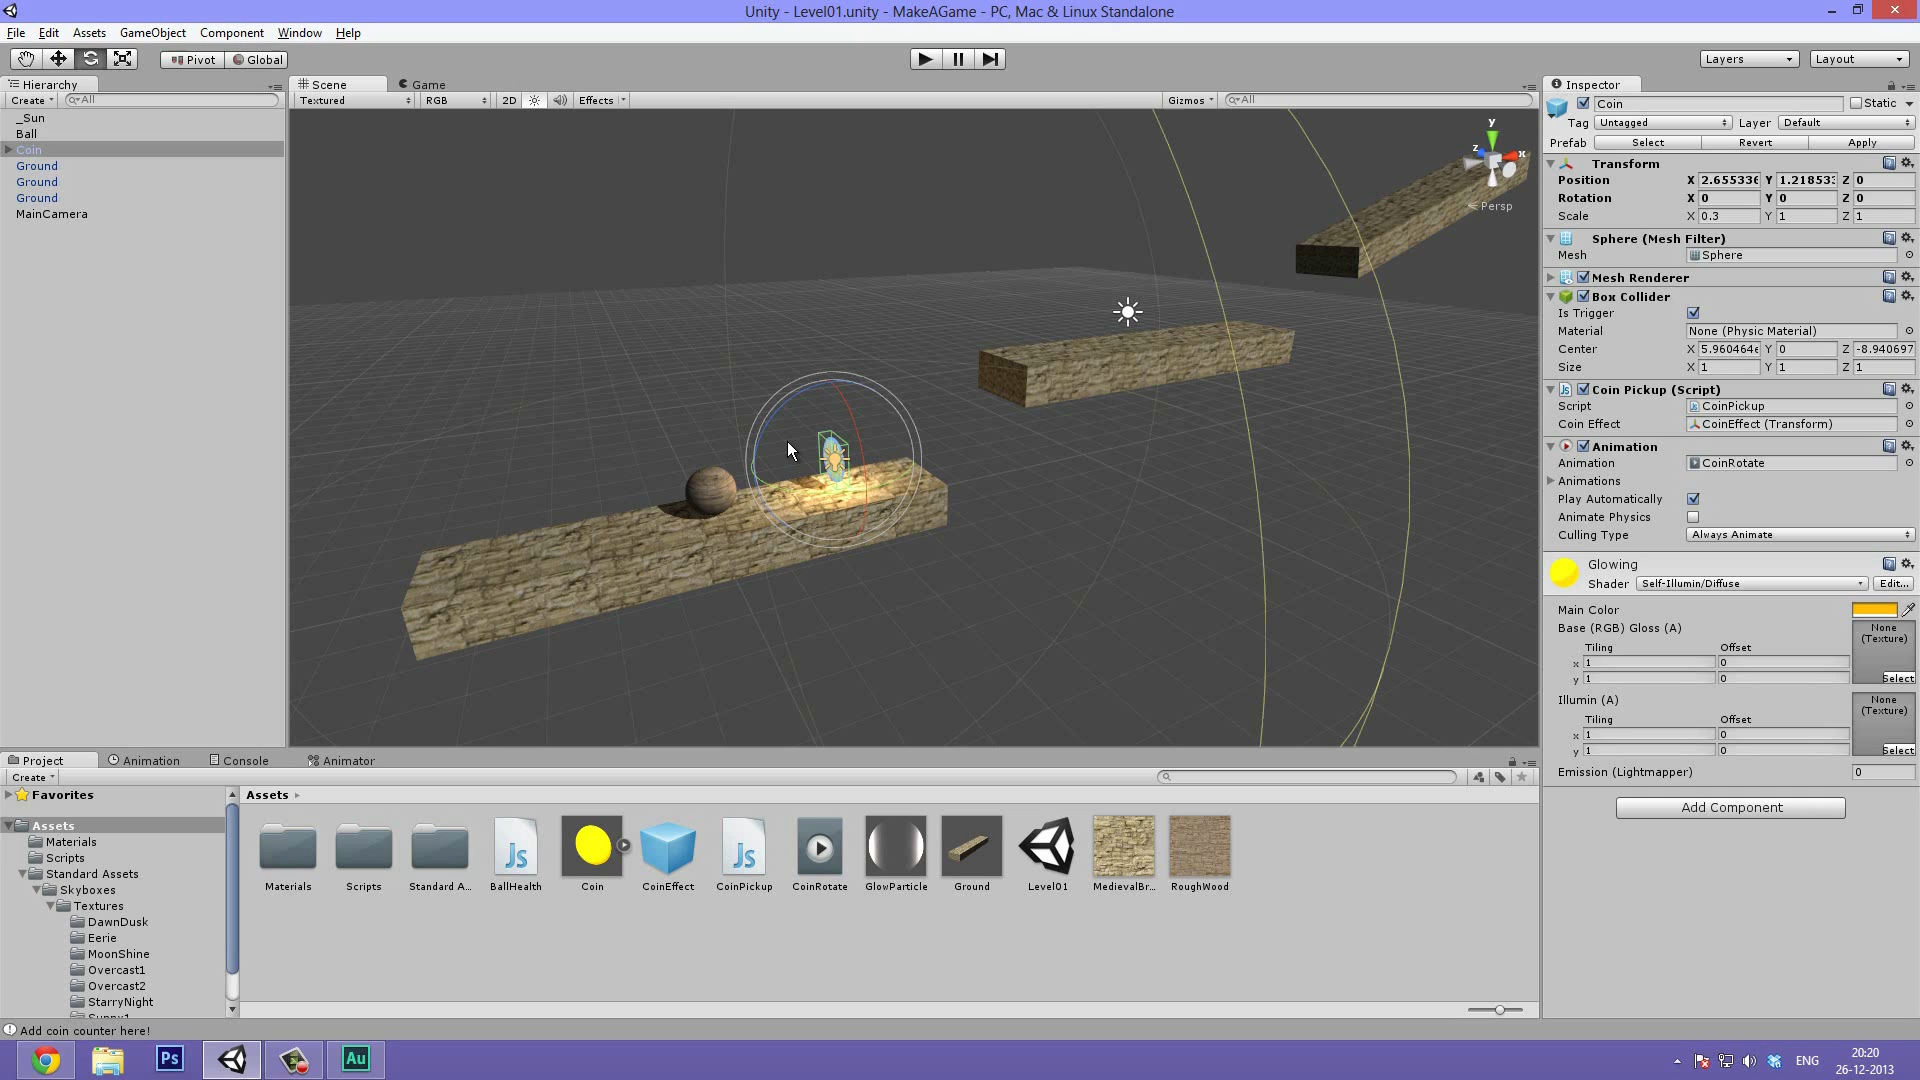 Unity - Level01.unity - MakeAGame - PC, Mac & Linux Standalone
File Edit Assets GameObject Component Window Help
Pivot Global Layers Layout
Hierarchy
Create All
_Sun
Ball
Coin
Ground
Ground
Ground
MainCamera
Scene Game
Textured RGB 2D Effects Gizmos All
y
z x
Persp
Inspector
Coin Static
Tag Untagged Layer Default
Prefab Select Revert Apply
Transform
Position X 2.655336 Y 1.218533 Z 0
Rotation X 0 Y 0 Z 0
Scale X 0.3 Y 1 Z 1
Sphere (Mesh Filter)
Mesh Sphere
Mesh Renderer
Box Collider
Is Trigger
Material None (Physic Material)
Center X 5.960464e Y 0 Z -8.940697
Size X 1 Y 1 Z 1
Coin Pickup (Script)
Script CoinPickup
Coin Effect CoinEffect (Transform)
Animation
Animation CoinRotate
Animations
Play Automatically
Animate Physics
Culling Type Always Animate
Glowing
Shader Self-Illumin/Diffuse Edit...
Main Color
Base (RGB) Gloss (A) None (Texture)
Tiling Offset
x 1 0
y 1 0 Select
Illumin (A) None (Texture)
Tiling Offset
x 1 0
y 1 0 Select
Emission (Lightmapper) 0
Add Component
Project Animation Console Animator
Create
Favorites
Assets
Materials
Scripts
Standard Assets
Skyboxes
Textures
DawnDusk
Eerie
MoonShine
Overcast1
Overcast2
StarryNight
Sunny1
Assets
Materials Scripts Standard A... BallHealth Coin CoinEffect CoinPickup CoinRotate GlowParticle Ground Level01 MedievalBr... RoughWood
Add coin counter here!
Ps Au
ENG
20:20
26-12-2013